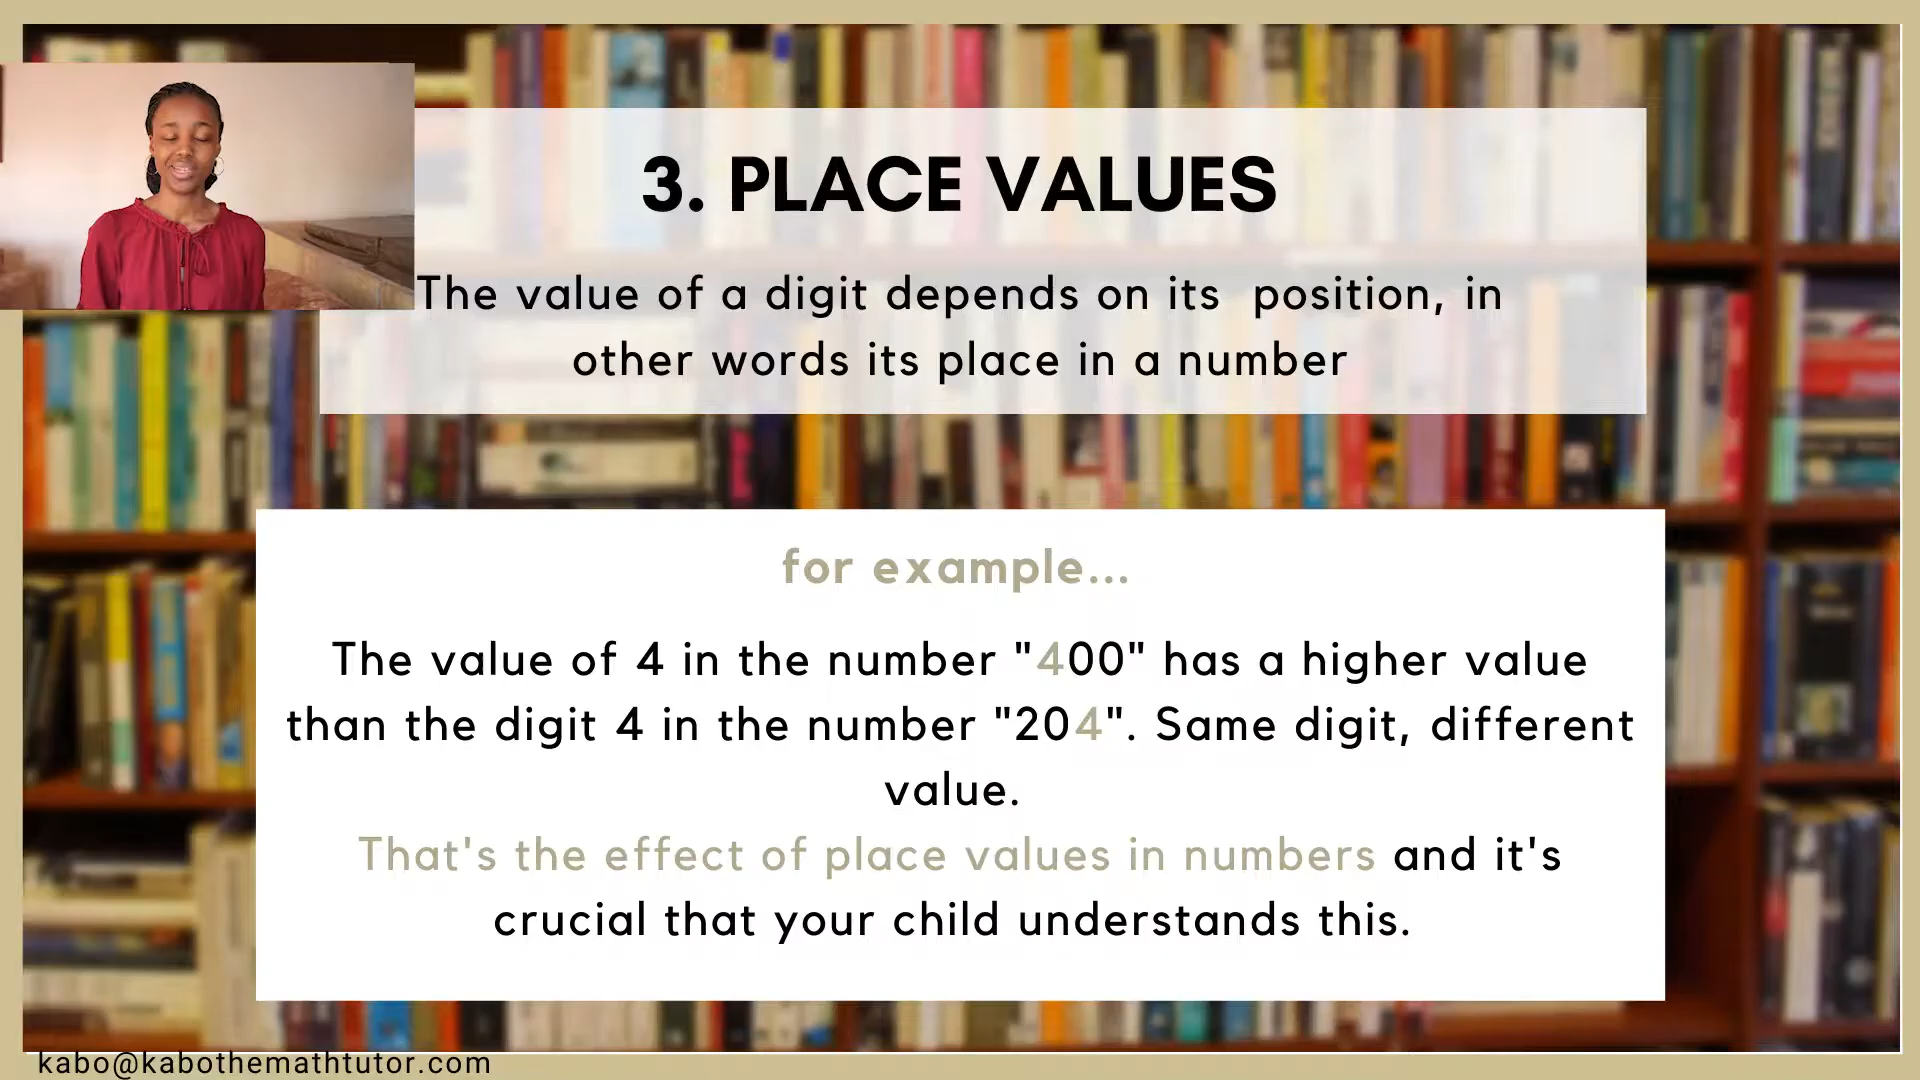 3. PLACE VALUES
The value of a digit depends on its  position, in
other words its place in a number
for example...
The value of 4 in the number "400" has a higher value
than the digit 4 in the number "204". Same digit, different
value.
That's the effect of place values in numbers and it's
crucial that your child understands this.
kabo@kabothemathtutor.com